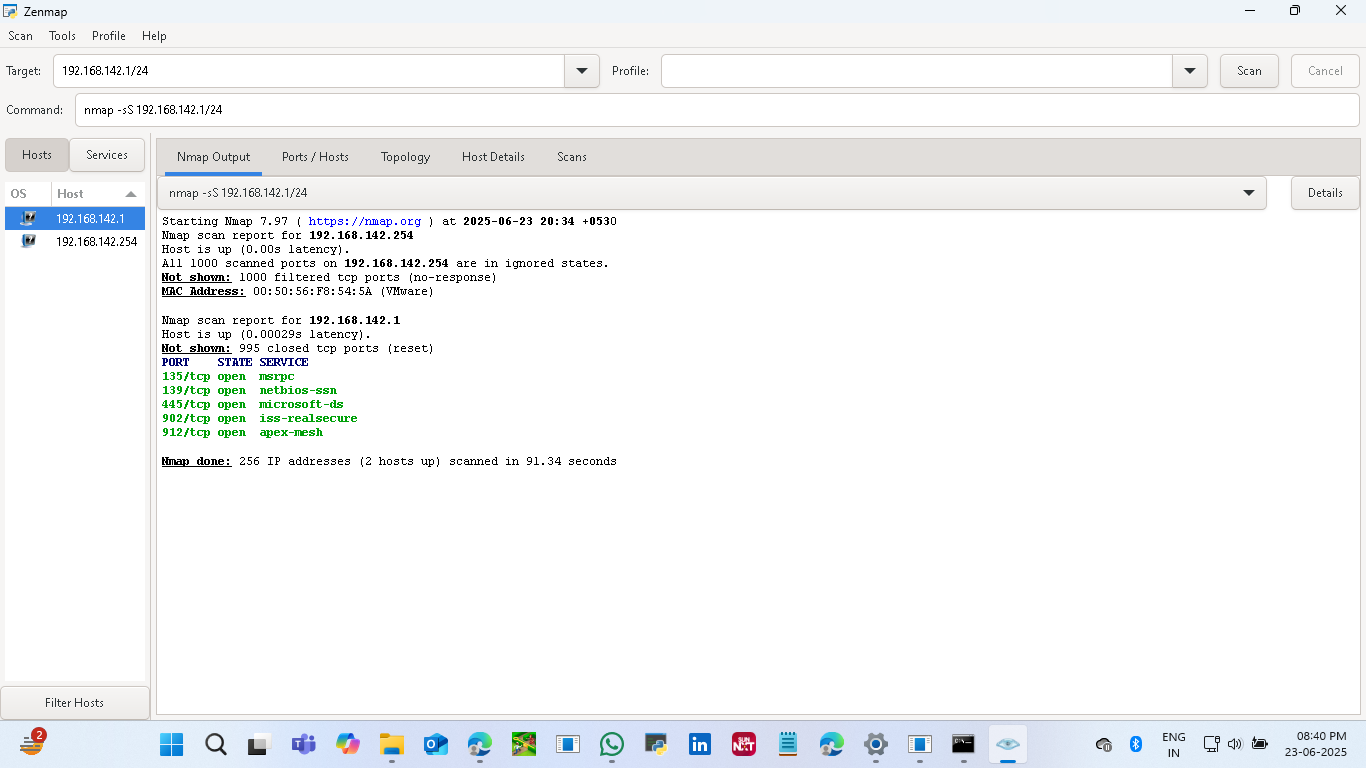 Zenmap
Scan Tools Profile Help
Target: 192.168.142.1/24 Profile: Scan Cancel
Command: nmap -sS 192.168.142.1/24
Hosts Services
OS Host
192.168.142.1
192.168.142.254
Filter Hosts
Nmap Output Ports / Hosts Topology Host Details Scans
nmap -sS 192.168.142.1/24 Details
Starting Nmap 7.97 ( https://nmap.org ) at 2025-06-23 20:34 +0530
Nmap scan report for 192.168.142.254
Host is up (0.00s latency).
All 1000 scanned ports on 192.168.142.254 are in ignored states.
Not shown: 1000 filtered tcp ports (no-response)
MAC Address: 00:50:56:F8:54:5A (VMware)
Nmap scan report for 192.168.142.1
Host is up (0.00029s latency).
Not shown: 995 closed tcp ports (reset)
PORT STATE SERVICE
135/tcp open msrpc
139/tcp open netbios-ssn
445/tcp open microsoft-ds
902/tcp open iss-realsecure
912/tcp open apex-mesh
Nmap done: 256 IP addresses (2 hosts up) scanned in 91.34 seconds
2
in
SUN NXT
ENG
IN
08:40 PM
23-06-2025